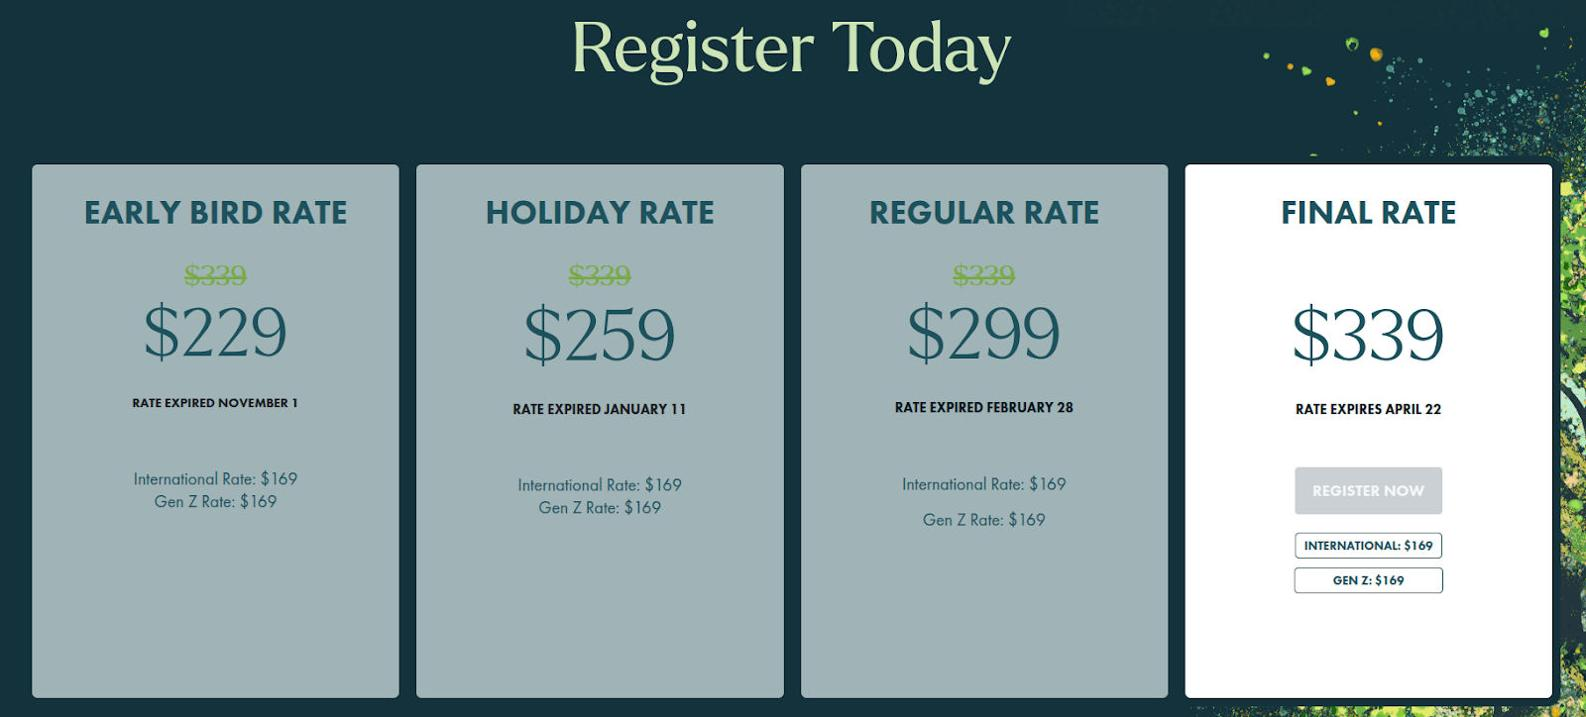 Register Today
EARLY BIRD RATE
$339
$229
RATE EXPIRED NOVEMBER 1
International Rate: $169
Gen Z Rate: $169
HOLIDAY RATE
$339
$259
RATE EXPIRED JANUARY 11
International Rate: $169
Gen Z Rate: $169
REGULAR RATE
$339
$299
RATE EXPIRED FEBRUARY 28
International Rate: $169
Gen Z Rate: $169
FINAL RATE
$339
RATE EXPIRES APRIL 22
REGISTER NOW
INTERNATIONAL: $169
GEN Z: $169